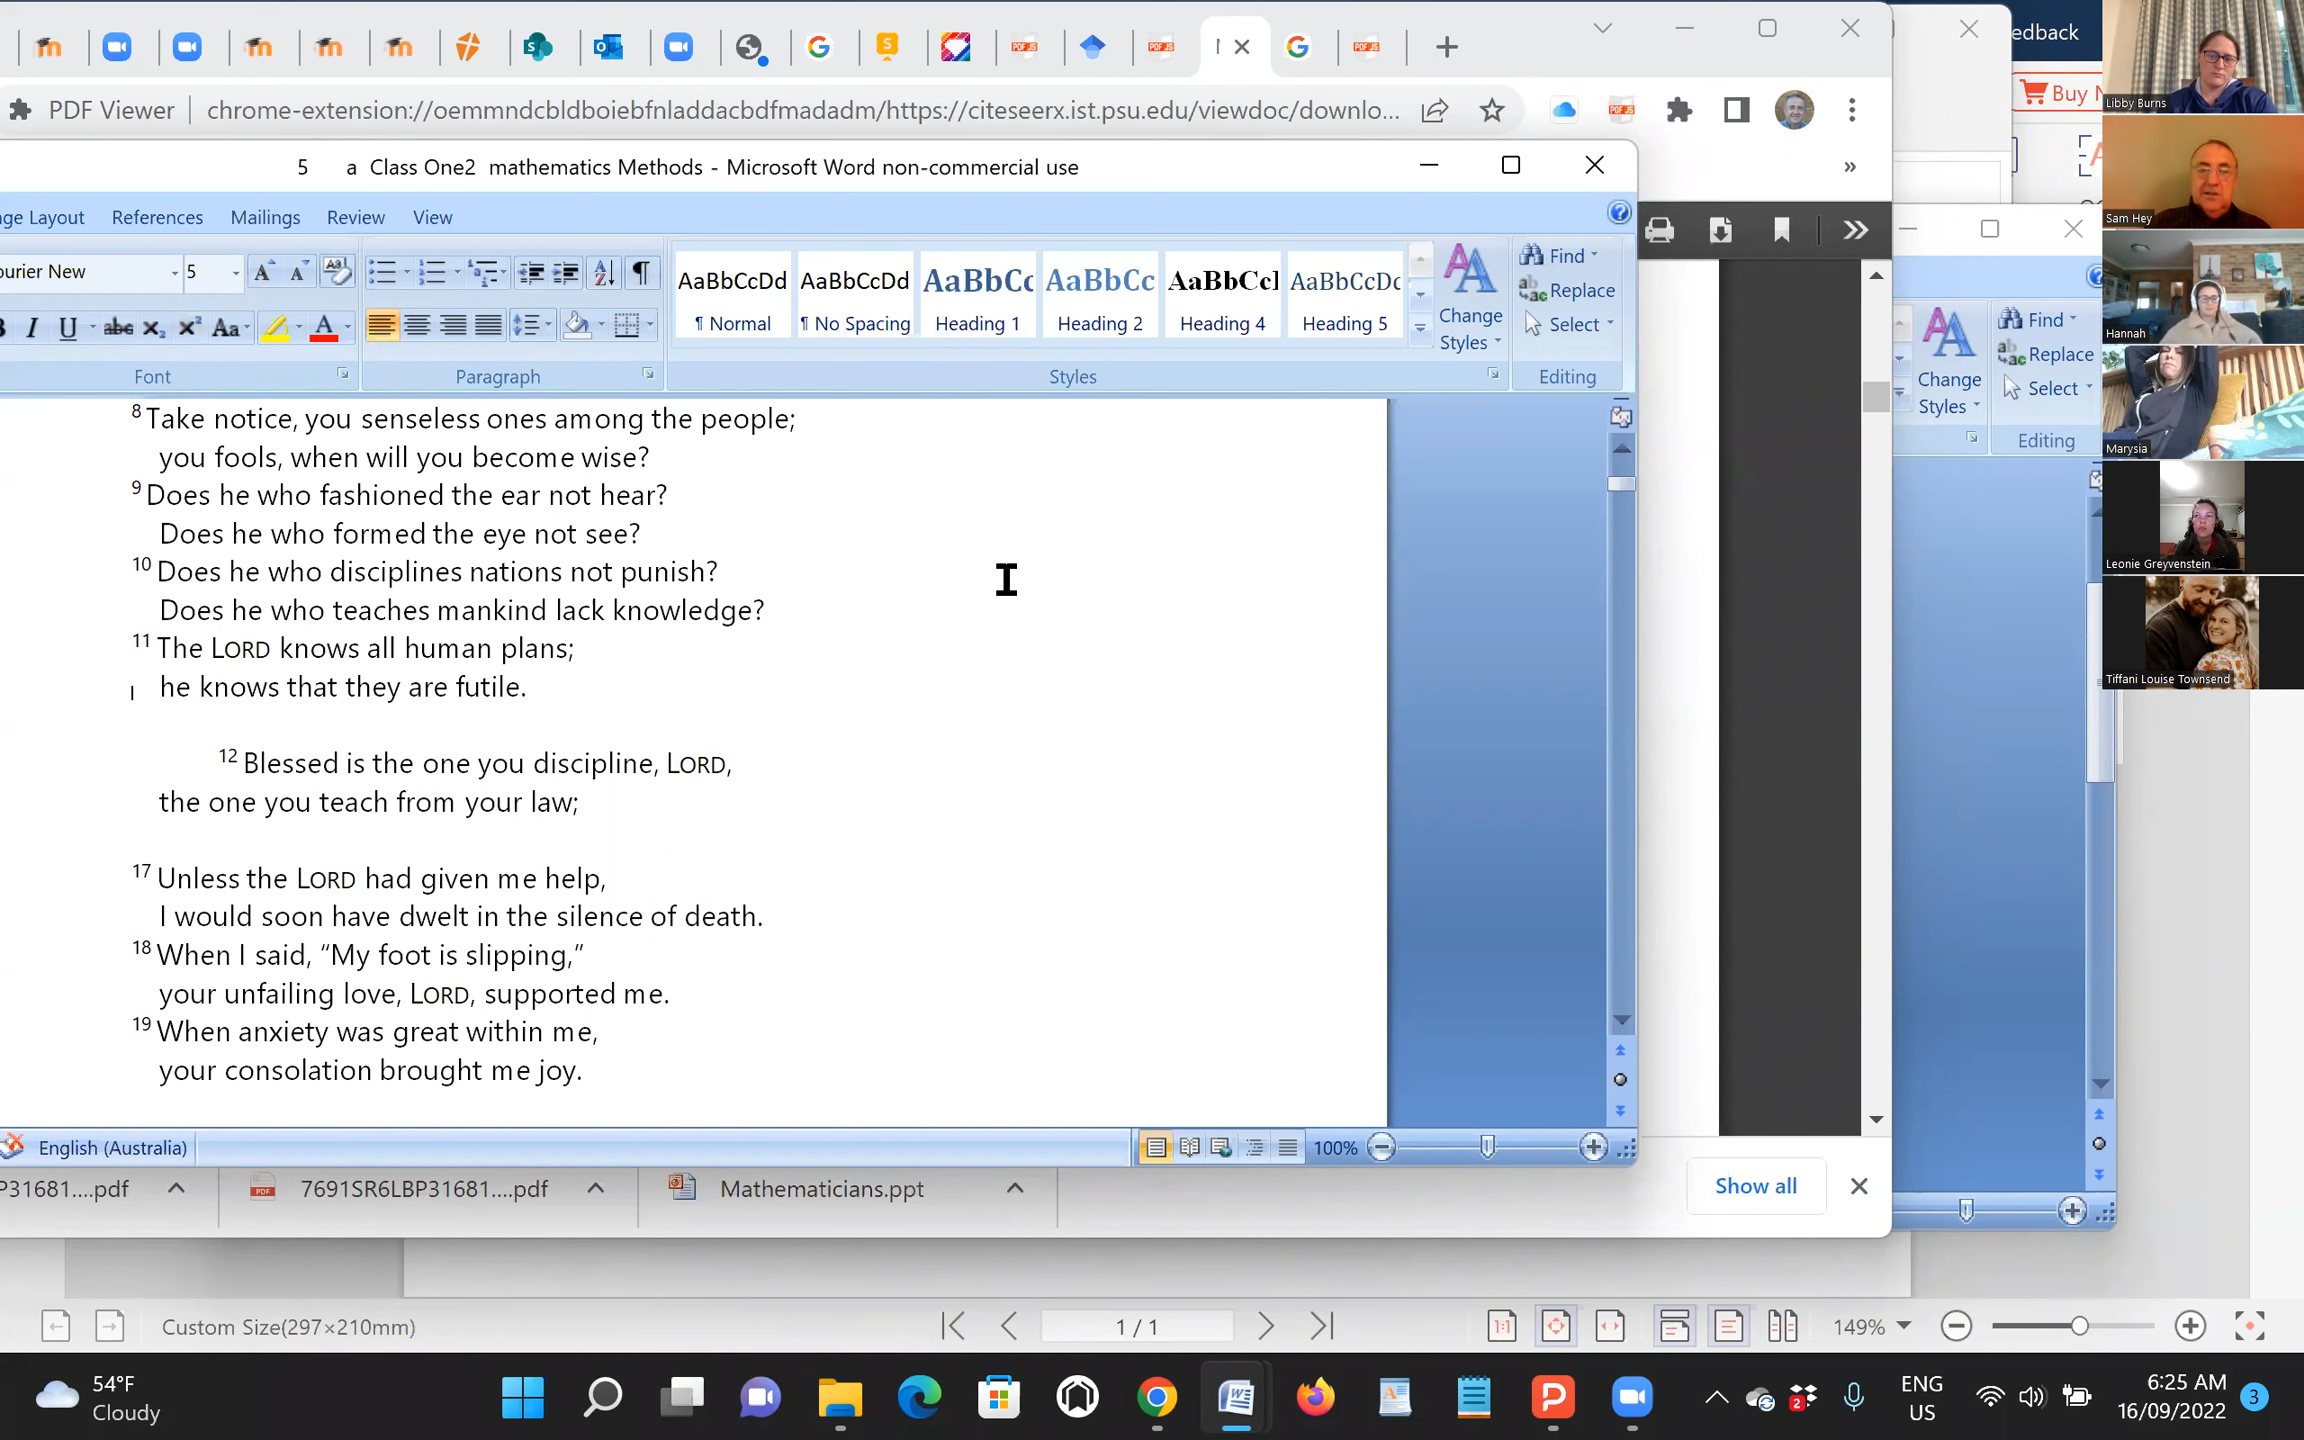 edback
PDF Viewer
chrome-extension://oemmndcbldboiebfnladdacbdfmadadm/https://citeseerx.ist.psu.edu/viewdoc/downlo...
Buy
Libby Burns
5 a Class One2 mathematics Methods - Microsoft Word non-commercial use
ge Layout References Mailings Review View
Sam Hey
ourier New 5
AaBbCcDd AaBbCcDd AaBbCc AaBbCc AaBbCcI AaBbCcDc
¶ Normal ¶ No Spacing Heading 1 Heading 2 Heading 4 Heading 5
Change Styles
Find
Replace
Select
Font Paragraph Styles Editing
Find
Replace
Select
Change Styles
Editing
Hannah
Marysia
Leonie Greyvenstein
Tiffani Louise Townsend
8 Take notice, you senseless ones among the people;
you fools, when will you become wise?
9 Does he who fashioned the ear not hear?
Does he who formed the eye not see?
10 Does he who disciplines nations not punish?
Does he who teaches mankind lack knowledge?
11 The LORD knows all human plans;
he knows that they are futile.
12 Blessed is the one you discipline, LORD,
the one you teach from your law;
17 Unless the LORD had given me help,
I would soon have dwelt in the silence of death.
18 When I said, “My foot is slipping,”
your unfailing love, LORD, supported me.
19 When anxiety was great within me,
your consolation brought me joy.
English (Australia) 100%
P31681....pdf 7691SR6LBP31681....pdf Mathematicians.ppt Show all
Custom Size(297×210mm) 1 / 1 149%
54°F
Cloudy
ENG
US
6:25 AM
16/09/2022
3